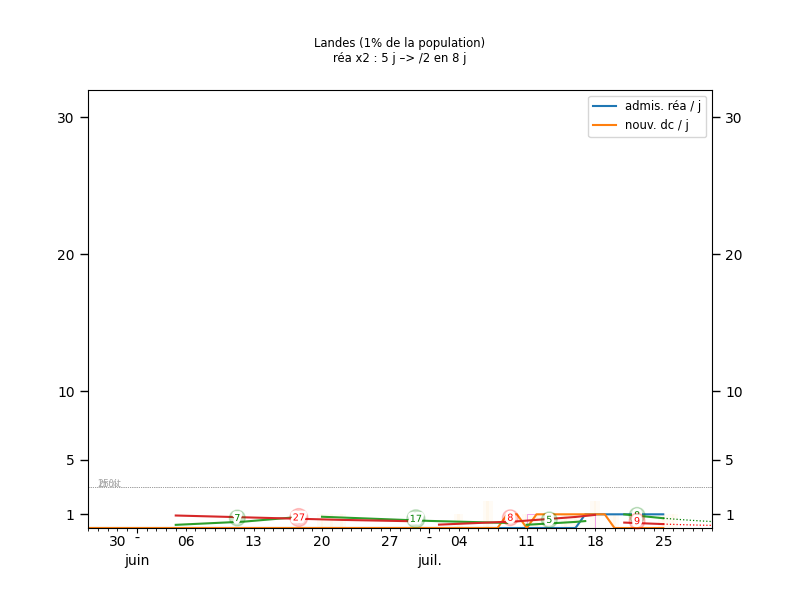 Landes (1% de la population)
réa x2 : 5 j –> /2 en 8 j
admis. réa / j
nouv. dc / j
30 30
20 20
10 10
5 5
7 27 17 8 5 9
1 1
30 06 13 20 27 04 11 18 25
juin juil.